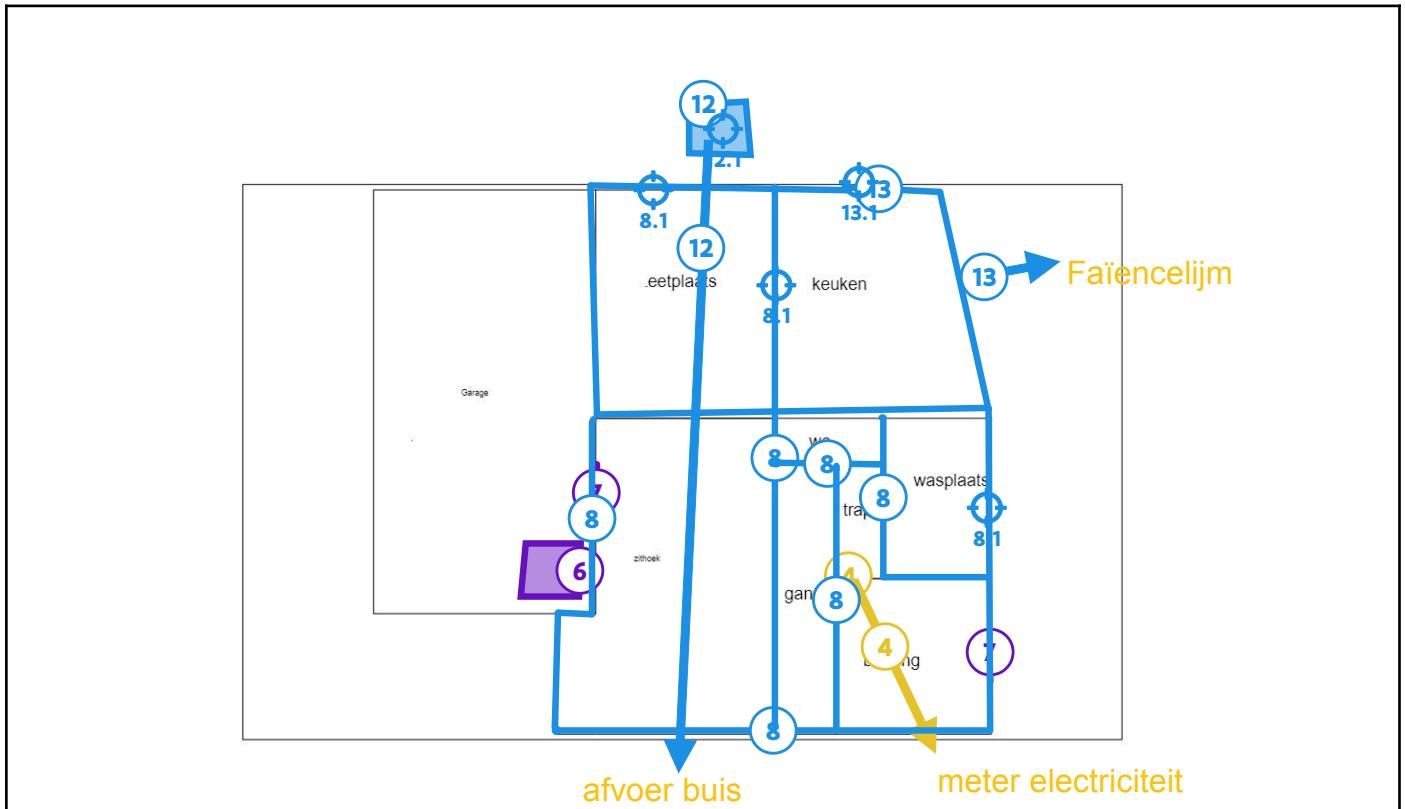 12
2.1
8.1
13
13.1
12
13
Faïencelijm
eetplaats
keuken
8.1
Garage
8
8
wasplaats
8
8
8.1
zithoek
6
4
8
4
7
8
meter electriciteit
afvoer buis